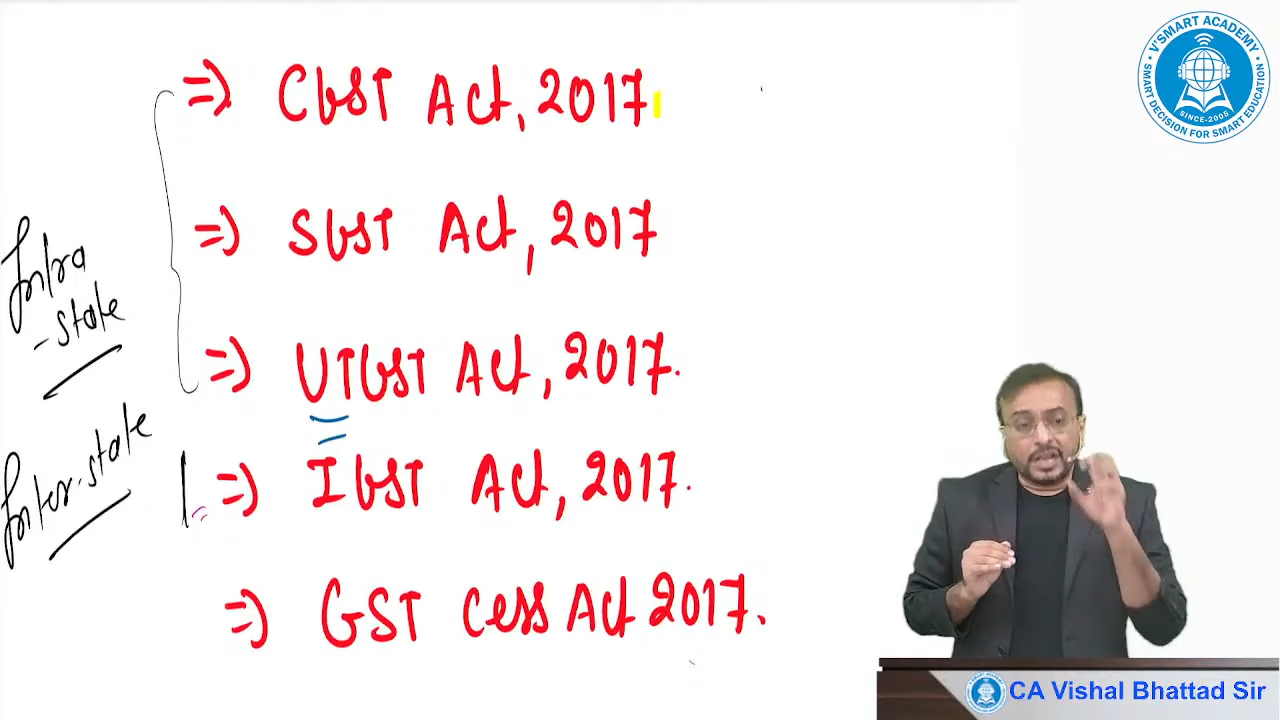 V'SMART ACADEMY
SMART DECISION FOR SMART EDUCATION
SINCE-2005
=> CGST Act, 2017
=> SGST Act, 2017
=> UTGST Act, 2017.
=> IGST Act, 2017.
=> GST Cess Act 2017.
Intra
-state
Inter-state
CA Vishal Bhattad Sir